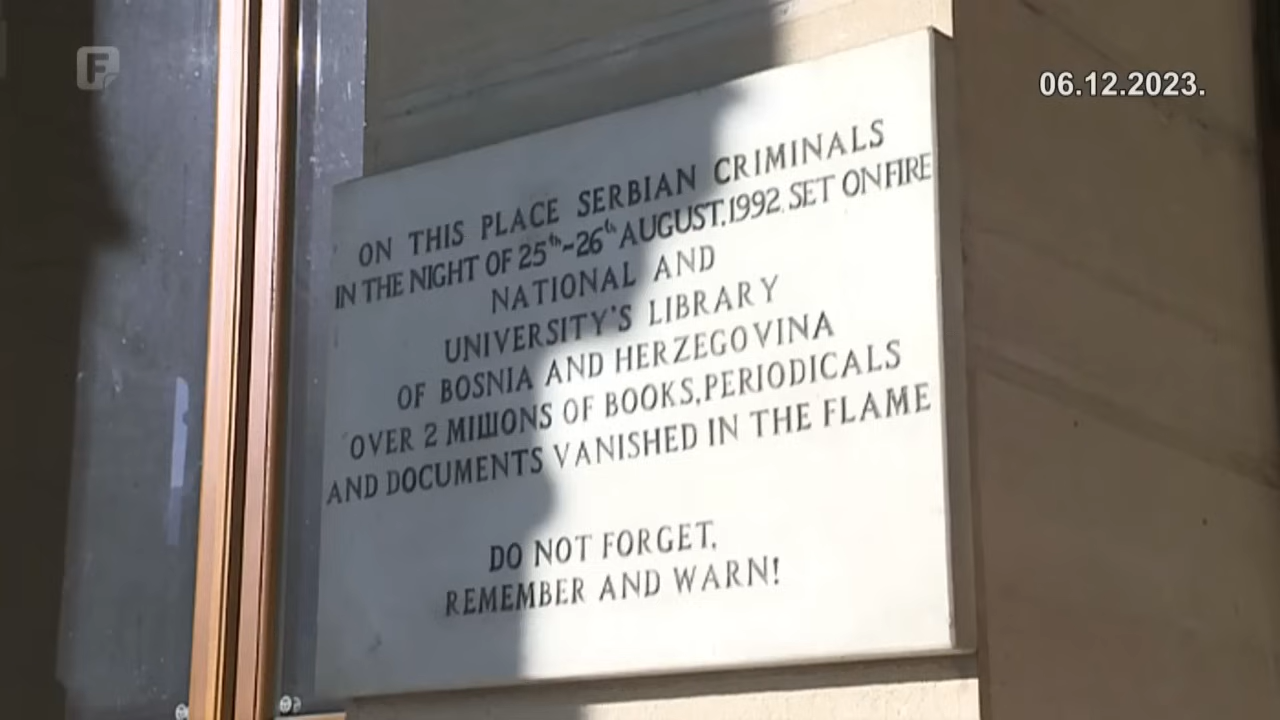 F
06.12.2023.
ON THIS PLACE SERBIAN CRIMINALS
IN THE NIGHT OF 25th-26th AUGUST, 1992. SET ON FIRE
NATIONAL AND
UNIVERSITY'S LIBRARY
OF BOSNIA AND HERZEGOVINA
OVER 2 MILLIONS OF BOOKS, PERIODICALS
AND DOCUMENTS VANISHED IN THE FLAME
DO NOT FORGET,
REMEMBER AND WARN!